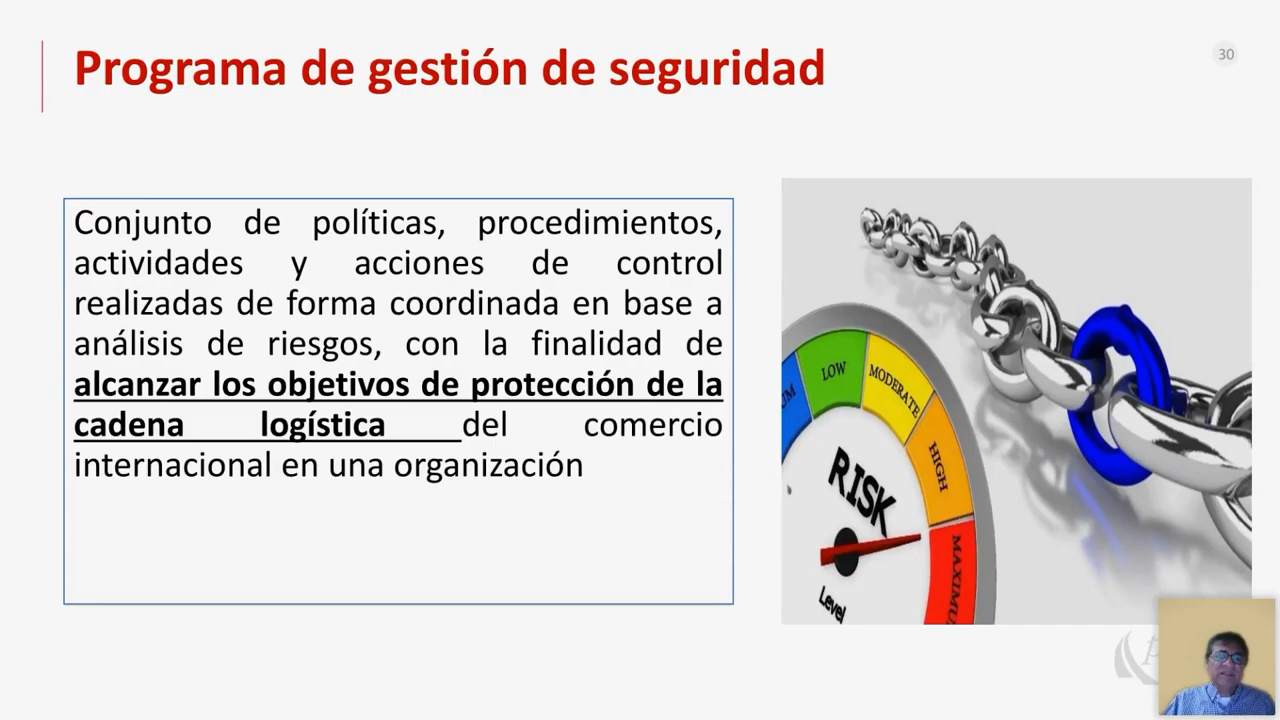 Programa de gestión de seguridad
30
Conjunto de políticas, procedimientos,
actividades y acciones de control
realizadas de forma coordinada en base a
análisis de riesgos, con la finalidad de
alcanzar los objetivos de protección de la
cadena logística del comercio
internacional en una organización
LOW
MODERATE
HIGH
RISK
Level